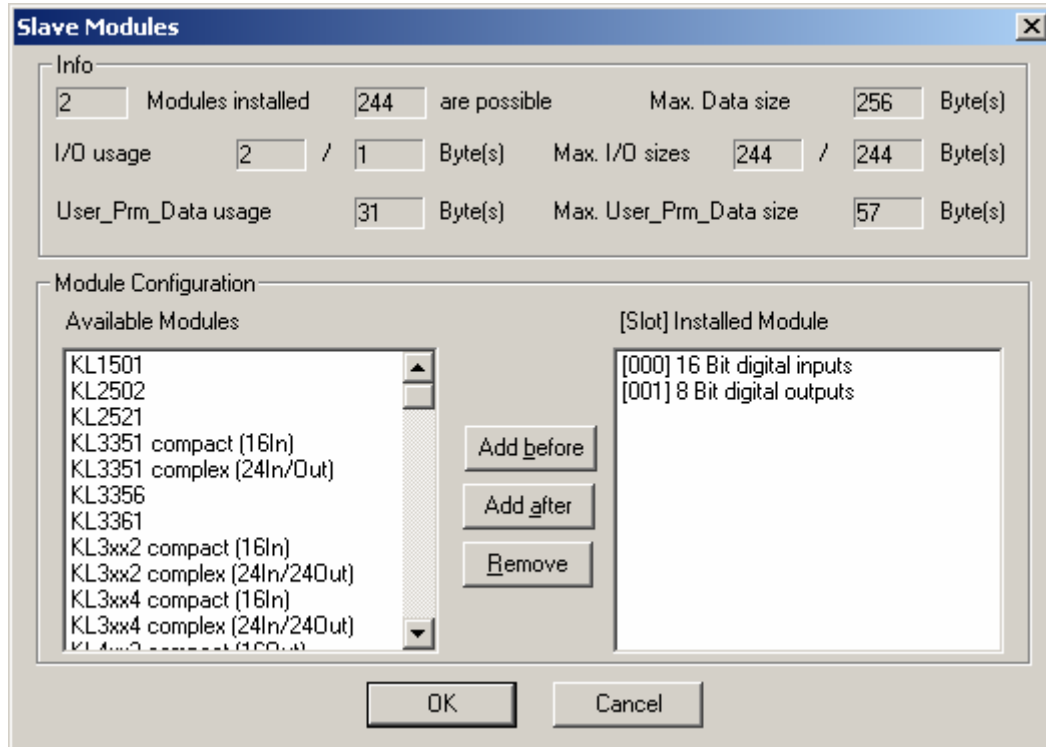 Slave Modules
Info
2 Modules installed 244 are possible Max. Data size 256 Byte(s)
I/O usage 2 / 1 Byte(s) Max. I/O sizes 244 / 244 Byte(s)
User_Prm_Data usage 31 Byte(s) Max. User_Prm_Data size 57 Byte(s)
Module Configuration
Available Modules
KL1501
KL2502
KL2521
KL3351 compact (16In)
KL3351 complex (24In/Out)
KL3356
KL3361
KL3xx2 compact (16In)
KL3xx2 complex (24In/24Out)
KL3xx4 compact (16In)
KL3xx4 complex (24In/24Out)
Add before
Add after
Remove
[Slot] Installed Module
[000] 16 Bit digital inputs
[001] 8 Bit digital outputs
OK Cancel